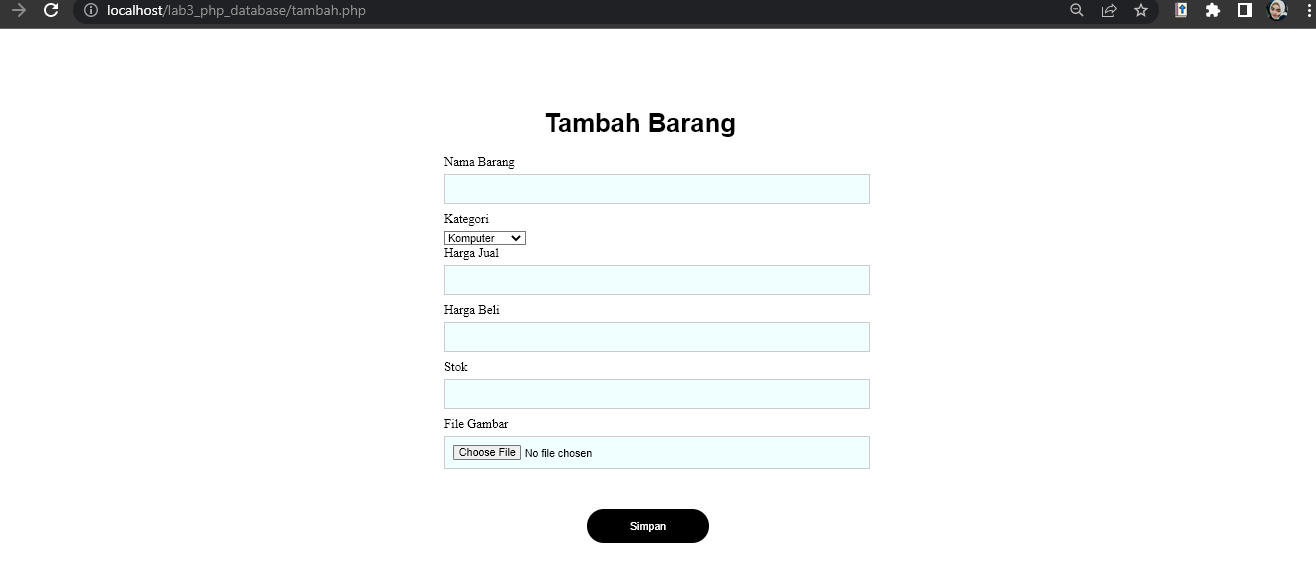 localhost/lab3_php_database/tambah.php
Tambah Barang
Nama Barang
Kategori
Komputer
Harga Jual
Harga Beli
Stok
File Gambar
Choose File No file chosen
Simpan